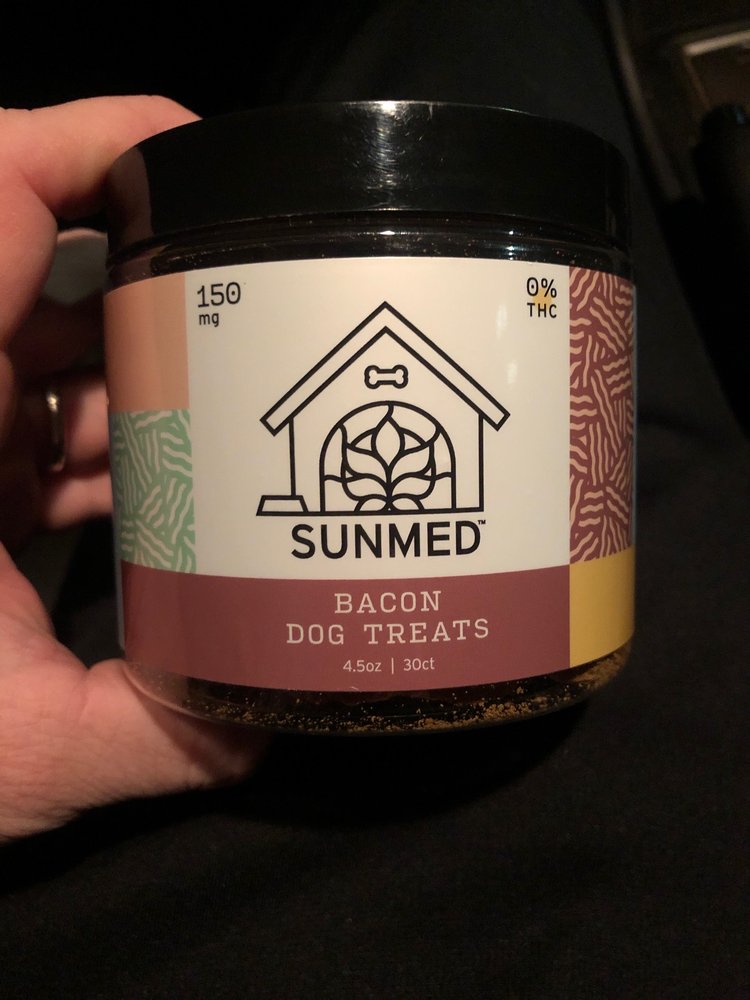 150
mg
0%
THC
SUNMED™
BACON
DOG TREATS
4.5oz | 30ct